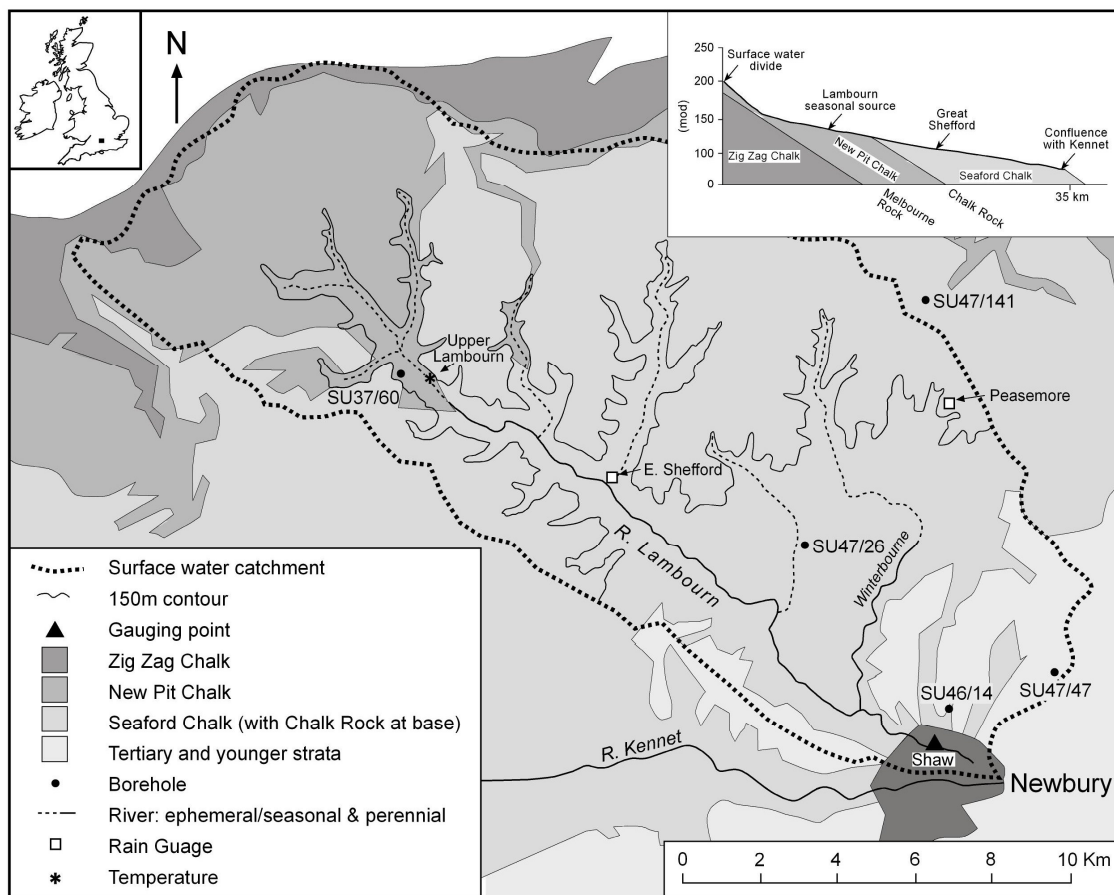 N
250
200
150
100
0
(mod)
Surface water
divide
Lambourn
seasonal source
Great
Shefford
Confluence
with Kennet
Zig Zag Chalk
New Pit Chalk
Seaford Chalk
Melbourne
Rock
Chalk Rock
35 km
SU47/141
Upper
Lambourn
SU37/60
Peasemore
E. Shefford
SU47/26
R. Lambourn
Winterbourne
SU46/14
SU47/47
R. Kennet
Shaw
Newbury
Surface water catchment
150m contour
Gauging point
Zig Zag Chalk
New Pit Chalk
Seaford Chalk (with Chalk Rock at base)
Tertiary and younger strata
Borehole
River: ephemeral/seasonal & perennial
Rain Guage
Temperature
0 2 4 6 8 10 Km